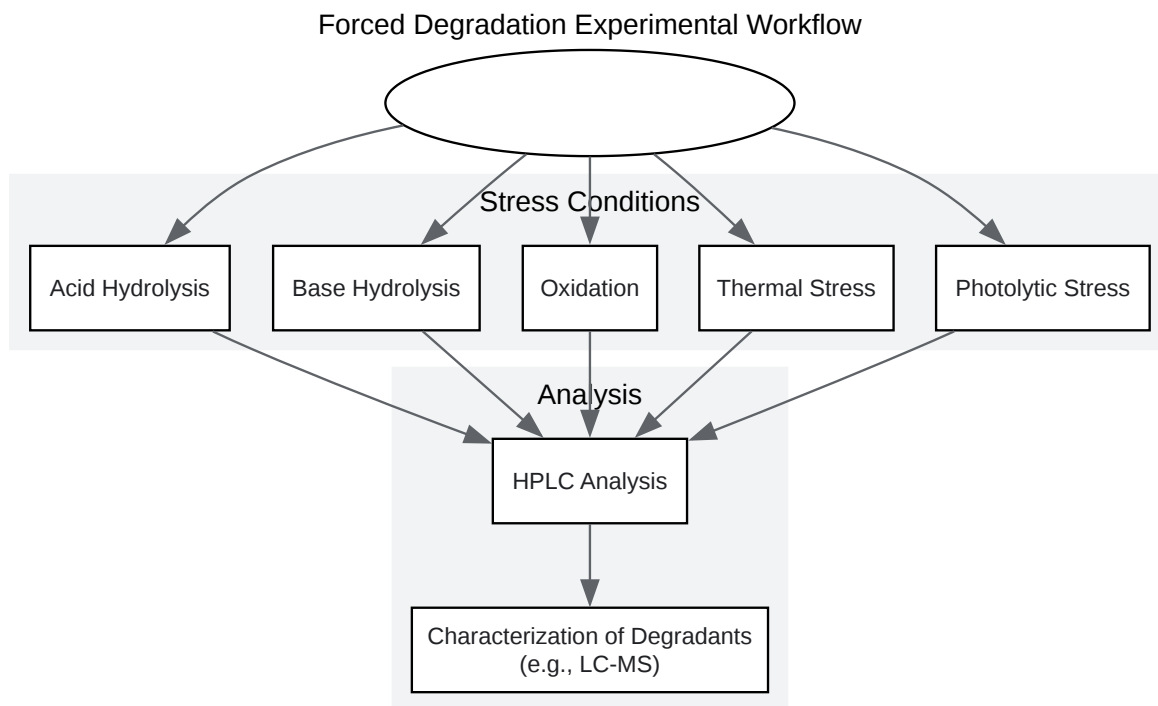 Forced Degradation Experimental Workflow
Stress Conditions
Acid Hydrolysis
Base Hydrolysis
Oxidation
Thermal Stress
Photolytic Stress
Analysis
HPLC Analysis
Characterization of Degradants
(e.g., LC-MS)